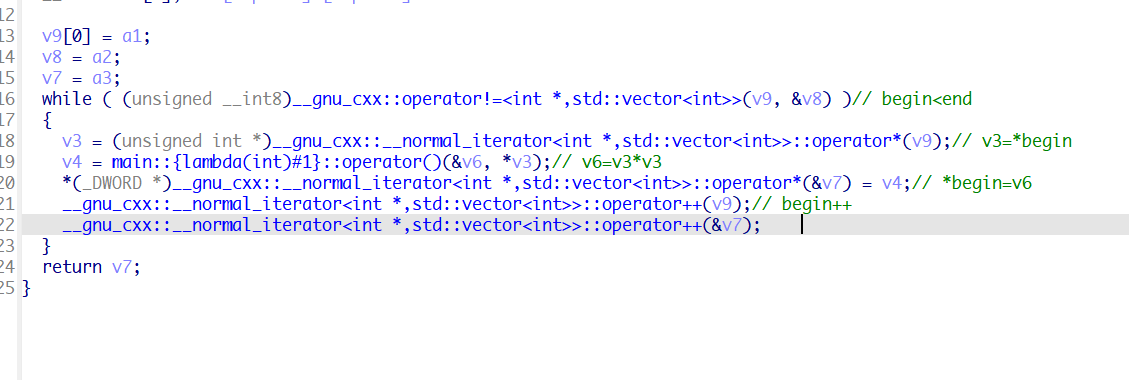 12
13 v9[0] = a1;
14 v8 = a2;
15 v7 = a3;
16 while ( (unsigned __int8)__gnu_cxx::operator!=<int *,std::vector<int>>(v9, &v8) )// begin<end
17 {
18 v3 = (unsigned int *)__gnu_cxx::__normal_iterator<int *,std::vector<int>>::operator*(v9);// v3=*begin
19 v4 = main::{lambda(int)#1}::operator()(&v6, *v3);// v6=v3*v3
20 *(_DWORD *)__gnu_cxx::__normal_iterator<int *,std::vector<int>>::operator*(&v7) = v4;// *begin=v6
21 __gnu_cxx::__normal_iterator<int *,std::vector<int>>::operator++(v9);// begin++
22 __gnu_cxx::__normal_iterator<int *,std::vector<int>>::operator++(&v7);
23 }
24 return v7;
25 }